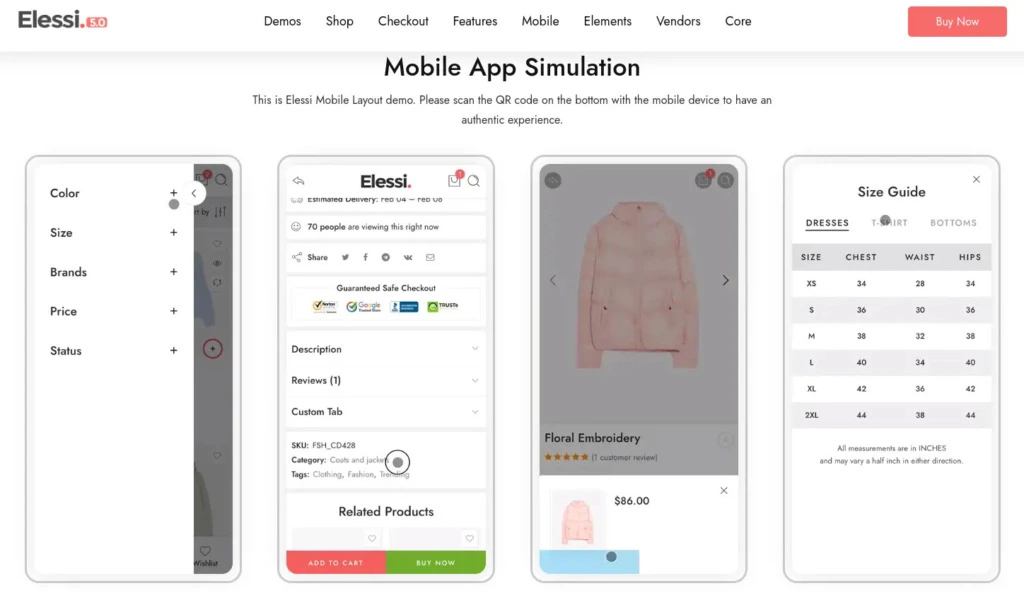 Elessi. 5.0
Demos Shop Checkout Features Mobile Elements Vendors Core
Buy Now
Mobile App Simulation
This is Elessi Mobile Layout demo. Please scan the QR code on the bottom with the mobile device to have an
authentic experience.
Color +
Size +
Brands +
Price +
Status +
Wishlist
Elessi. 1
Estimated Delivery: Feb 04 – Feb 08
70 people are viewing this right now
Share
Guaranteed Safe Checkout
Norton
Google
Trusted Store
TRUSTe
Description
Reviews (1)
Custom Tab
SKU: FSH_CD428
Category: Coats and jackets
Tags: Clothing, Fashion, Trending
Related Products
ADD TO CART BUY NOW
1
Floral Embroidery
(1 customer review)
$86.00
Size Guide
DRESSES T-SHIRT BOTTOMS
SIZE CHEST WAIST HIPS
XS 34 28 34
S 36 30 36
M 38 32 38
L 40 34 40
XL 42 36 42
2XL 44 38 44
All measurements are in INCHES
and may vary a half inch in either direction.